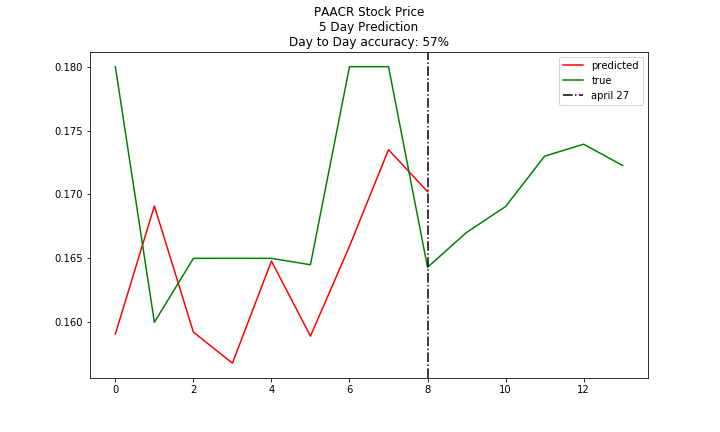 PAACR Stock Price
5 Day Prediction
Day to Day accuracy: 57%
predicted
true
april 27
0.180
0.175
0.170
0.165
0.160
0 2 4 6 8 10 12